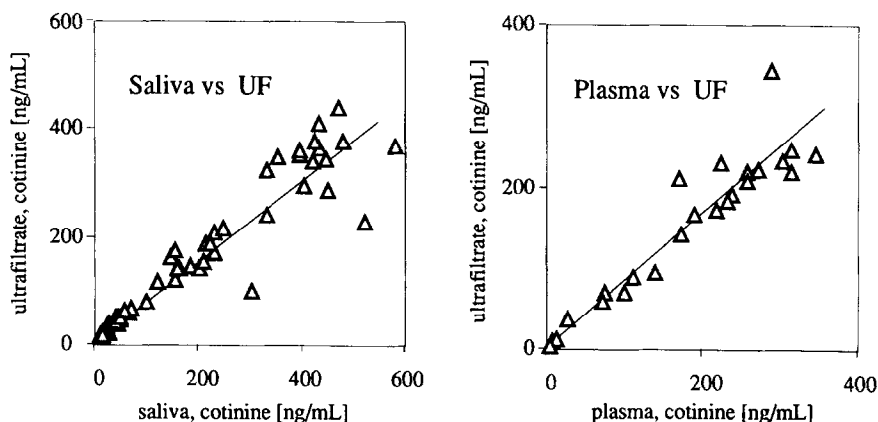 600
400
200
0
ultrafiltrate, cotinine [ng/mL]
Saliva vs UF
0 200 400 600
saliva, cotinine [ng/mL]
400
200
0
ultrafiltrate, cotinine [ng/mL]
Plasma vs UF
0 200 400
plasma, cotinine [ng/mL]